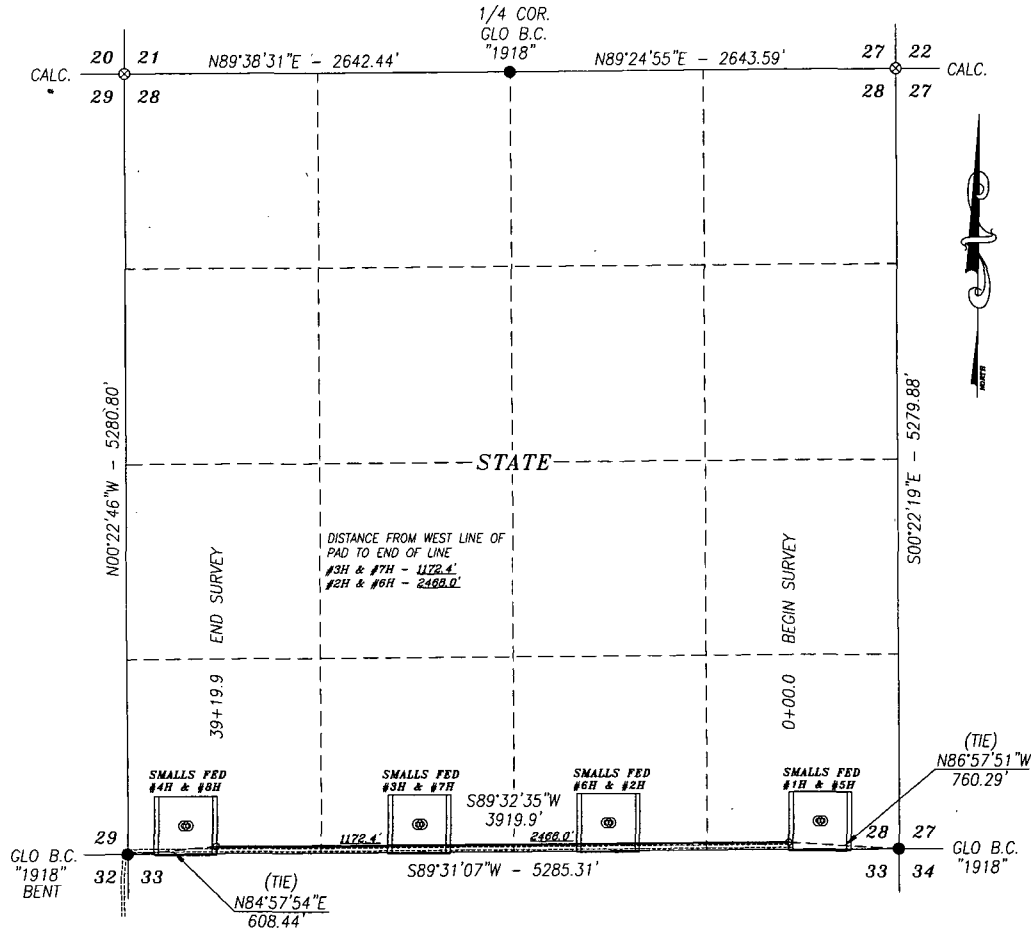 1/4 COR.
GLO B.C.
"1918"
20 21
N89°38'31"E - 2642.44'
N89°24'55"E - 2643.59'
27 22
CALC.
CALC.
29 28
28 27
NORTH
N00°22'46"W - 5280.80'
S00°22'19"E - 5279.88'
STATE
DISTANCE FROM WEST LINE OF
PAD TO END OF LINE
#3H & #7H - 1172.4'
#2H & #6H - 2468.0'
END SURVEY
39+19.9
BEGIN SURVEY
0+00.0
(TIE)
N86°57'51"W
760.29'
SMALLS FED
#4H & #8H
SMALLS FED
#3H & #7H
SMALLS FED
#6H & #2H
SMALLS FED
#1H & #5H
S89°32'35"W
3919.9'
1172.4'
2468.0'
29
28 27
GLO B.C.
"1918"
BENT
32 33
S89°31'07"W - 5285.31'
33 34
GLO B.C.
"1918"
(TIE)
N84°57'54"E
608.44'